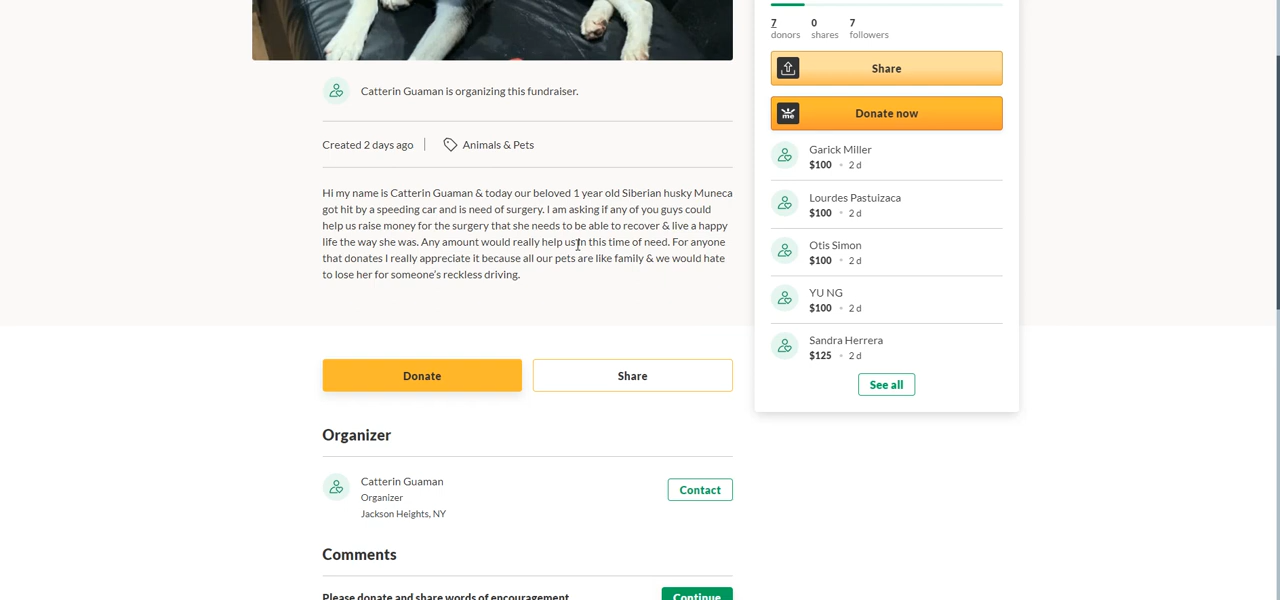 7 0 7
donors shares followers
Share
me Donate now
Catterin Guaman is organizing this fundraiser.
Created 2 days ago | Animals & Pets
Hi my name is Catterin Guaman & today our beloved 1 year old Siberian husky Muneca
got hit by a speeding car and is need of surgery. I am asking if any of you guys could
help us raise money for the surgery that she needs to be able to recover & live a happy
life the way she was. Any amount would really help us in this time of need. For anyone
that donates I really appreciate it because all our pets are like family & we would hate
to lose her for someone's reckless driving.
Garick Miller
$100 • 2 d
Lourdes Pastuizaca
$100 • 2 d
Otis Simon
$100 • 2 d
YU NG
$100 • 2 d
Sandra Herrera
$125 • 2 d
See all
Donate Share
Organizer
Catterin Guaman
Organizer
Jackson Heights, NY
Contact
Comments
Please donate and share words of encouragement
Continue